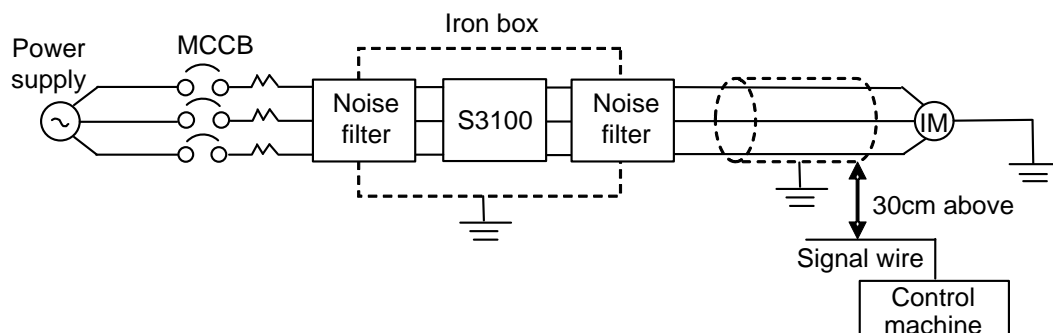 Iron box
Power
supply
MCCB
Noise
filter
S3100
Noise
filter
IM
30cm above
Signal wire
Control
machine